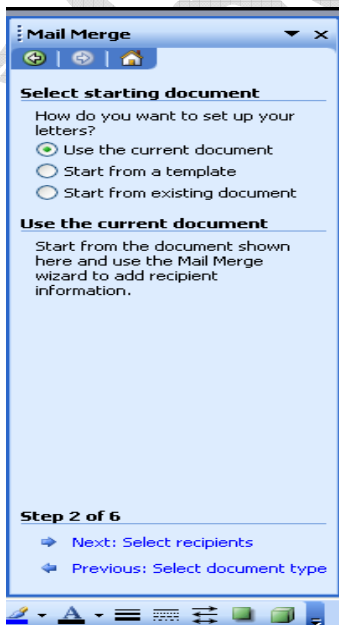 Mail Merge
Select starting document
How do you want to set up your
letters?
Use the current document
Start from a template
Start from existing document
Use the current document
Start from the document shown
here and use the Mail Merge
wizard to add recipient
information.
Step 2 of 6
Next: Select recipients
Previous: Select document type
A